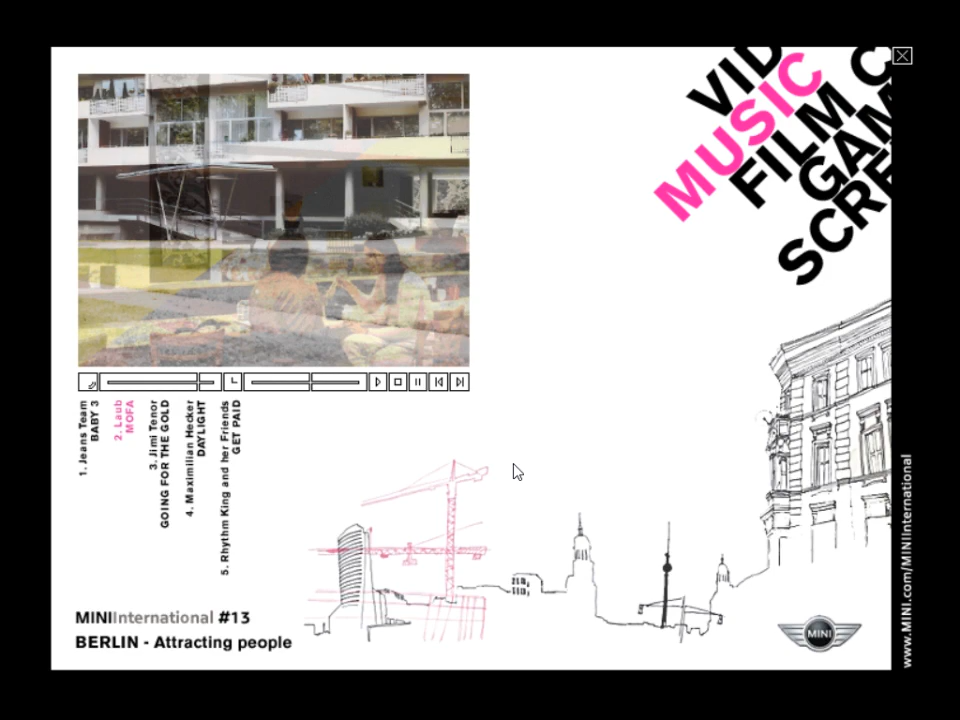 VID
MUSIC
FILM
GAM
SCRE
1. Jeans Team
BABY 3
2. Laub
MOFA
3. Jimi Tenor
GOING FOR THE GOLD
4. Maximilian Hecker
DAYLIGHT
5. Rhythm King and her Friends
GET PAID
MINIInternational #13
BERLIN - Attracting people
MINI
www.MINI.com/MINIInternational